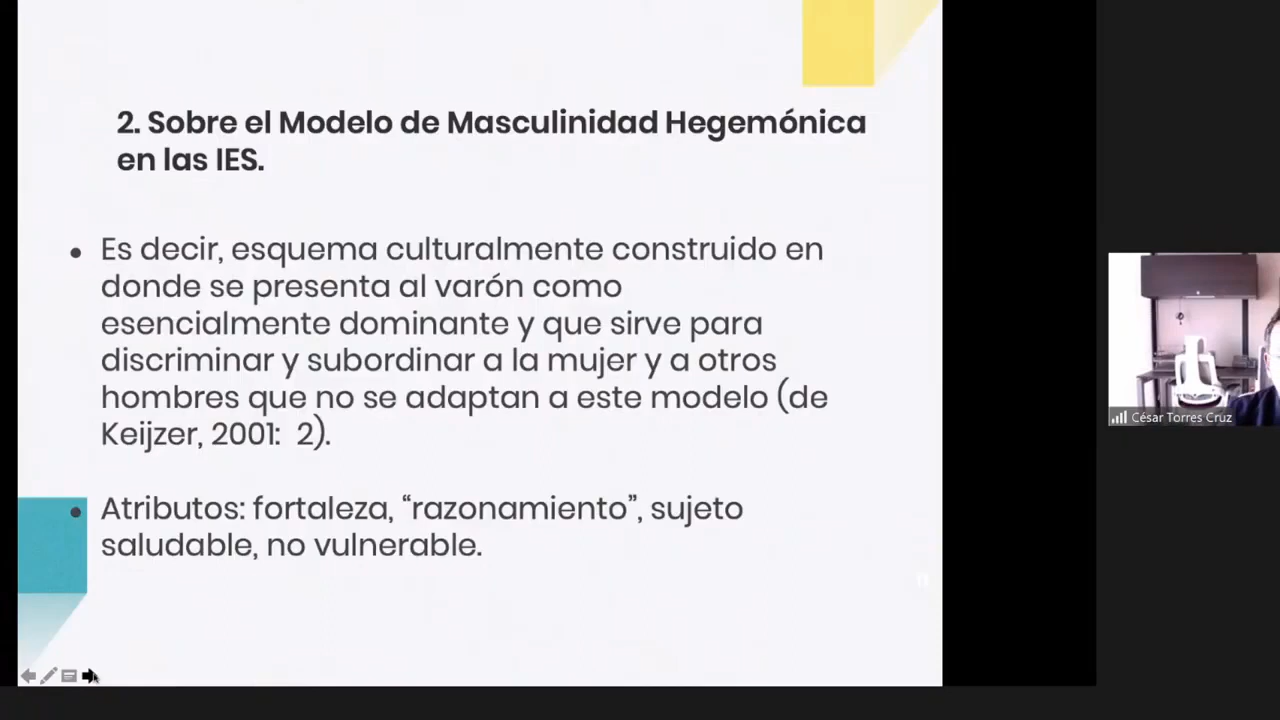 2. Sobre el Modelo de Masculinidad Hegemónica
en las IES.
• Es decir, esquema culturalmente construido en
donde se presenta al varón como
esencialmente dominante y que sirve para
discriminar y subordinar a la mujer y a otros
hombres que no se adaptan a este modelo (de
Keijzer, 2001:  2).
• Atributos: fortaleza, “razonamiento”, sujeto
saludable, no vulnerable.
César Torres Cruz